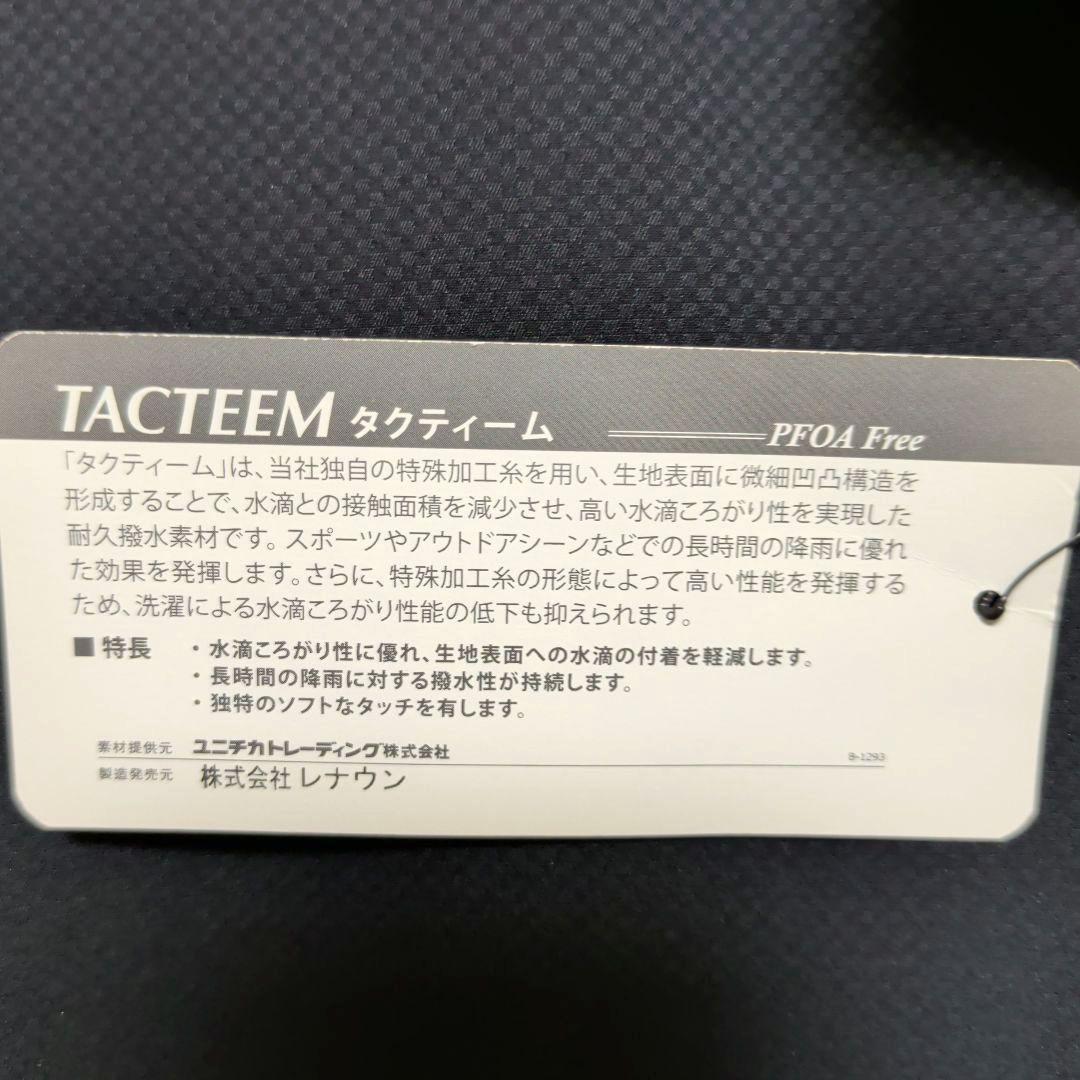 TACTEEM タクティーム PFOA Free
「タクティーム」は、当社独自の特殊加工糸を用い、生地表面に微細凹凸構造を
形成することで、水滴との接触面積を減少させ、高い水滴ころがり性を実現した
耐久撥水素材です。スポーツやアウトドアシーンなどでの長時間の降雨に優れ
た効果を発揮します。さらに、特殊加工糸の形態によって高い性能を発揮する
ため、洗濯による水滴ころがり性能の低下も抑えられます。
■ 特長 ・水滴ころがり性に優れ、生地表面への水滴の付着を軽減します。
・長時間の降雨に対する撥水性が持続します。
・独特のソフトなタッチを有します。
素材提供元 ユニチカトレーディング株式会社 B-1293
製造発売元 株式会社 レナウン